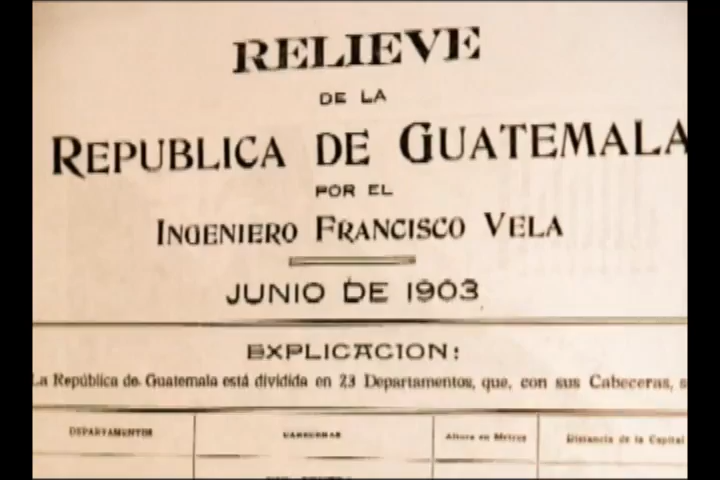 RELIEVE
DE LA
REPUBLICA DE GUATEMALA
POR EL
INGENIERO FRANCISCO VELA
JUNIO DE 1903
EXPLICACION:
La República de Guatemala está dividida en 23 Departamentos, que, con sus Cabeceras, s
DEPARTAMENTOS CABECERAS Altura en Metros Distancia de la Capital